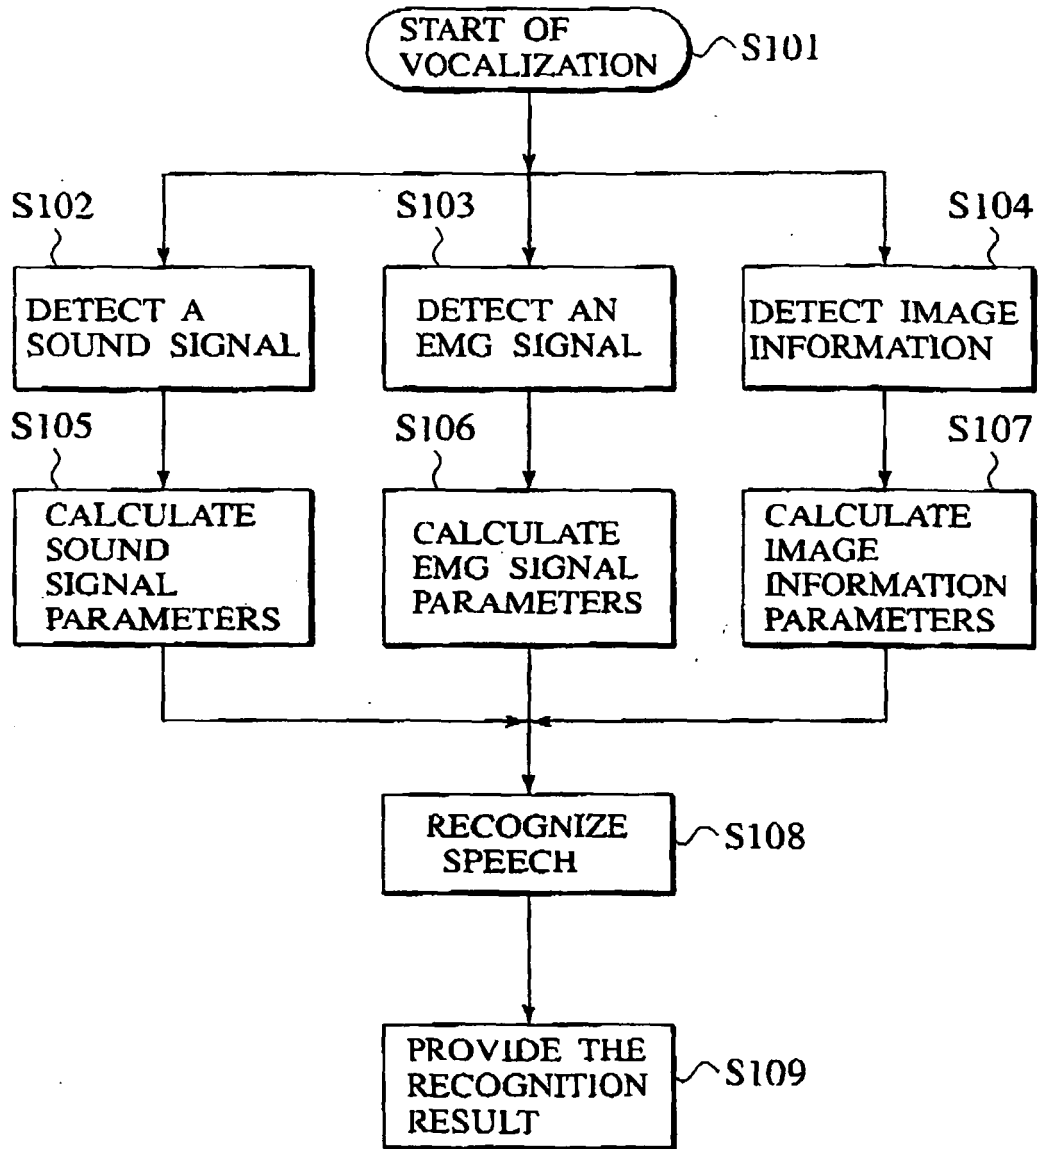 START OF
VOCALIZATION
S101
S102
S103
S104
DETECT A
SOUND SIGNAL
DETECT AN
EMG SIGNAL
DETECT IMAGE
INFORMATION
S105
S106
S107
CALCULATE
SOUND
SIGNAL
PARAMETERS
CALCULATE
EMG SIGNAL
PARAMETERS
CALCULATE
IMAGE
INFORMATION
PARAMETERS
RECOGNIZE
SPEECH
S108
PROVIDE THE
RECOGNITION
RESULT
S109